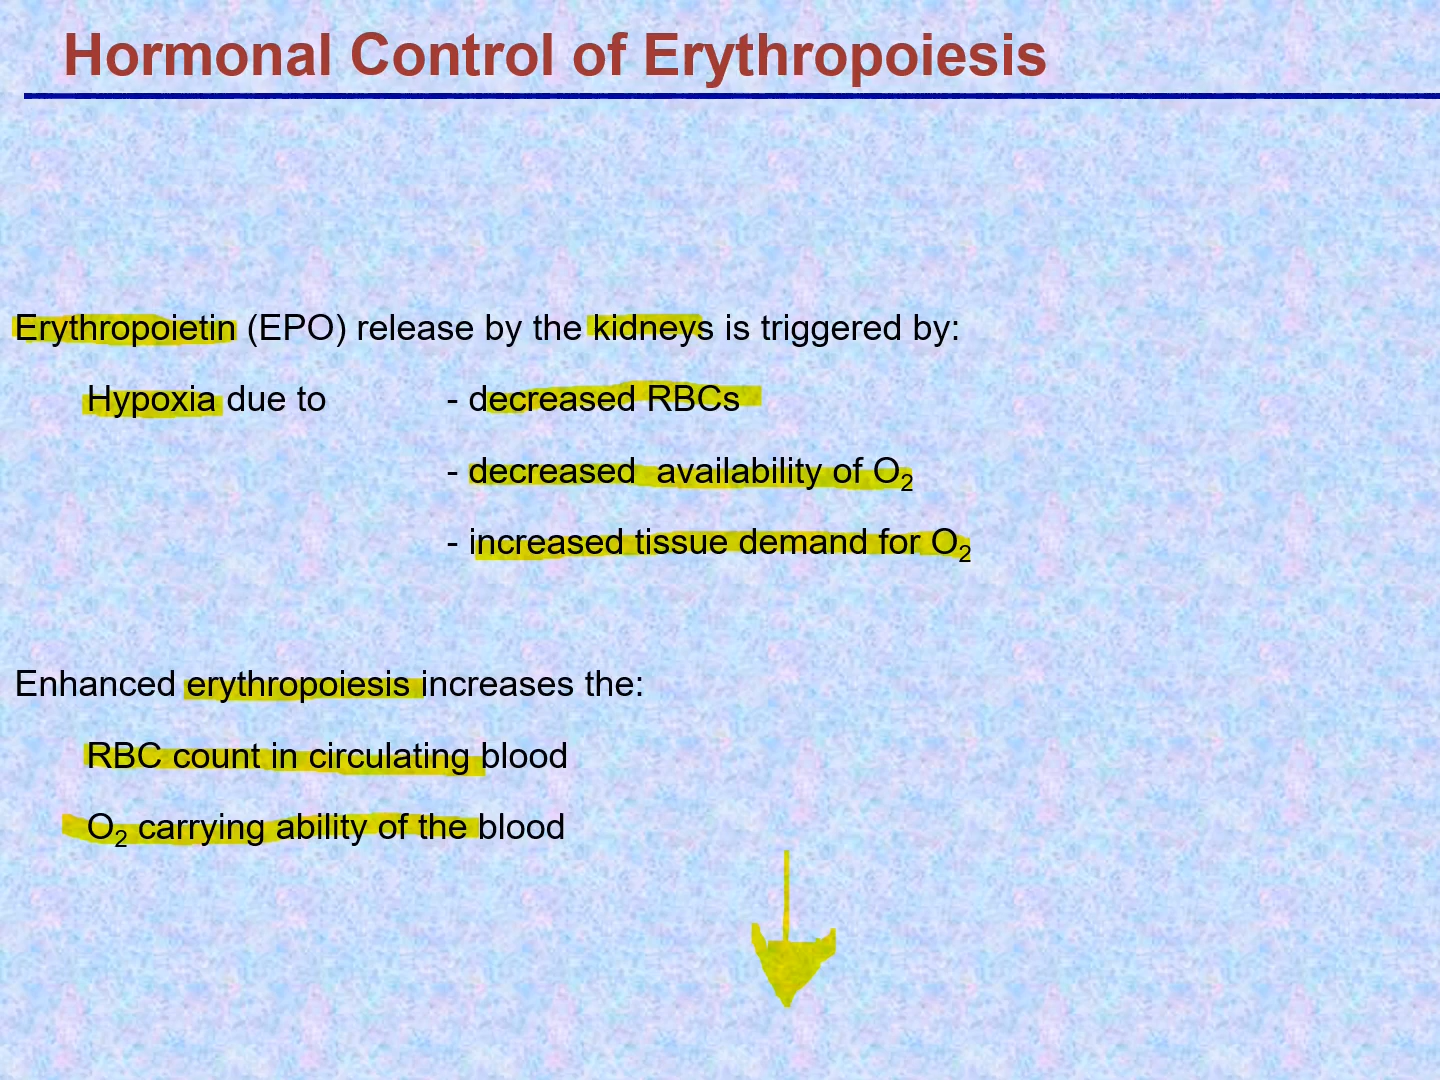 Hormonal Control of Erythropoiesis
Erythropoietin (EPO) release by the kidneys is triggered by:
Hypoxia due to - decreased RBCs
- decreased availability of O₂
- increased tissue demand for O₂
Enhanced erythropoiesis increases the:
RBC count in circulating blood
O₂ carrying ability of the blood